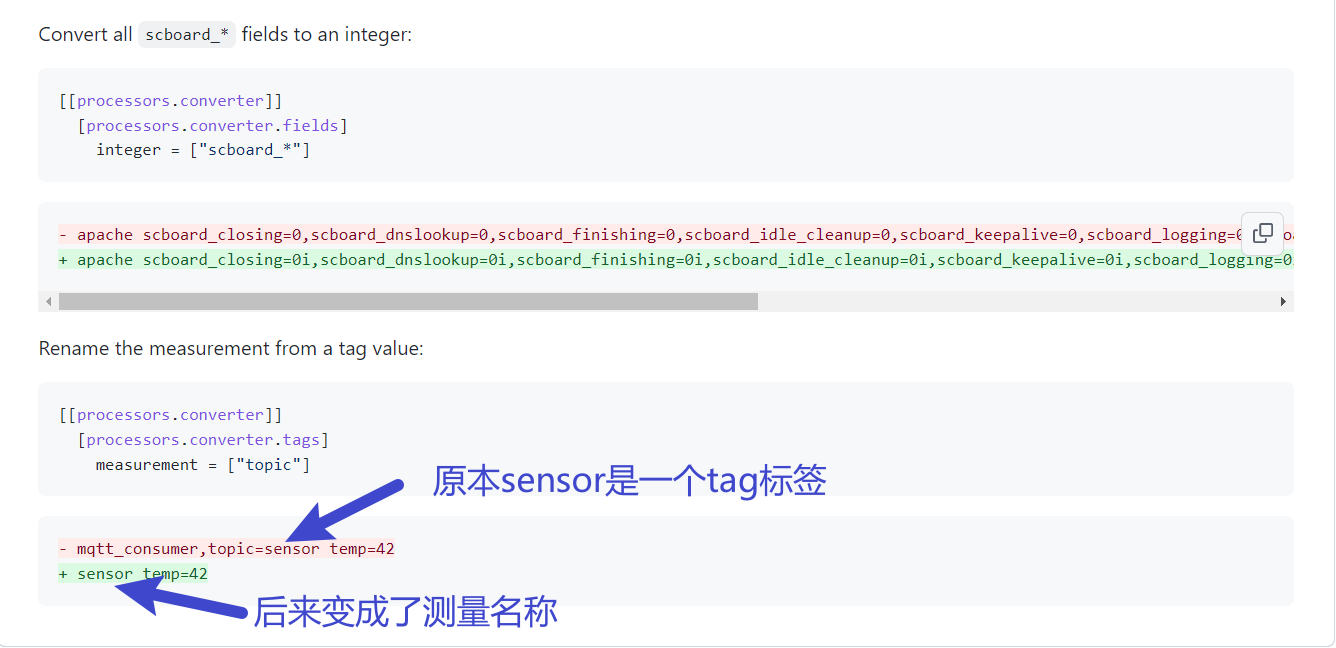 Convert all scboard_* fields to an integer:
[[processors.converter]]
[processors.converter.fields]
integer = ["scboard_*"]
- apache scboard_closing=0,scboard_dnslookup=0,scboard_finishing=0,scboard_idle_cleanup=0,scboard_keepalive=0,scboard_logging=
+ apache scboard_closing=0i,scboard_dnslookup=0i,scboard_finishing=0i,scboard_idle_cleanup=0i,scboard_keepalive=0i,scboard_logging=0
Rename the measurement from a tag value:
[[processors.converter]]
[processors.converter.tags]
measurement = ["topic"]
原本sensor是一个tag标签
- mqtt_consumer,topic=sensor temp=42
+ sensor temp=42
后来变成了测量名称